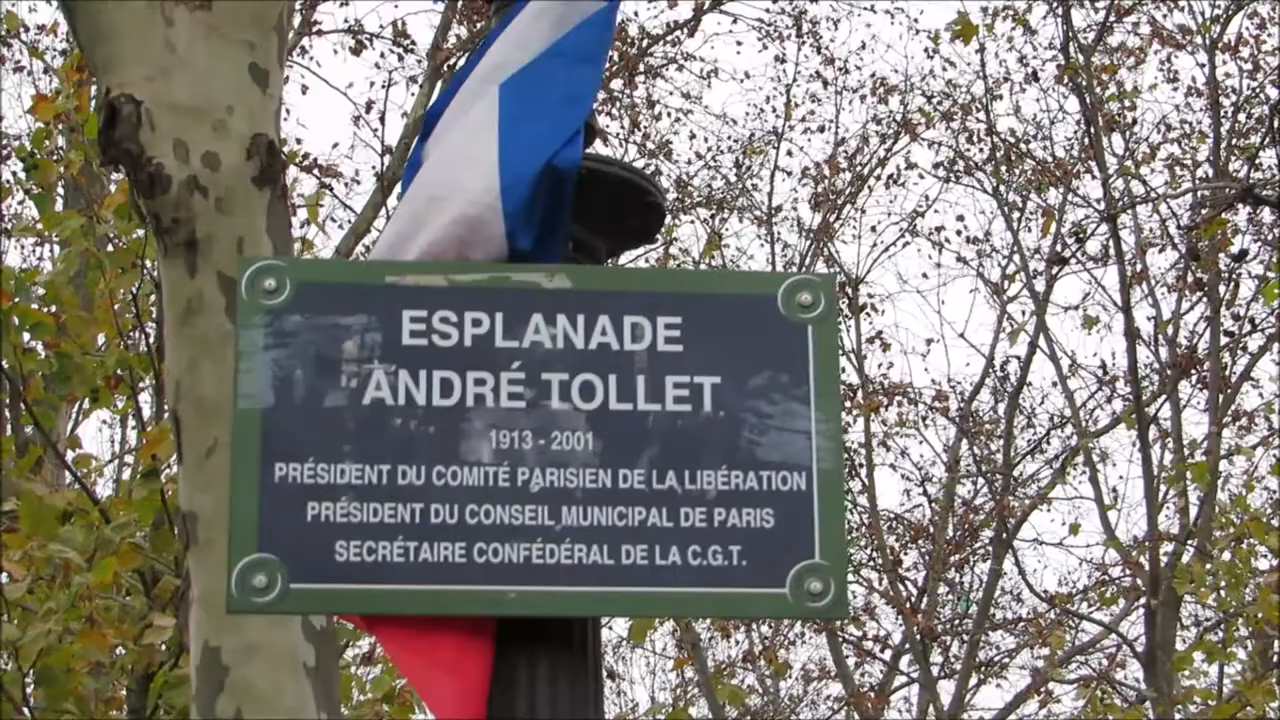 ESPLANADE
ANDRÉ TOLLET
1913 - 2001
PRÉSIDENT DU COMITÉ PARISIEN DE LA LIBÉRATION
PRÉSIDENT DU CONSEIL MUNICIPAL DE PARIS
SECRÉTAIRE CONFÉDÉRAL DE LA C.G.T.